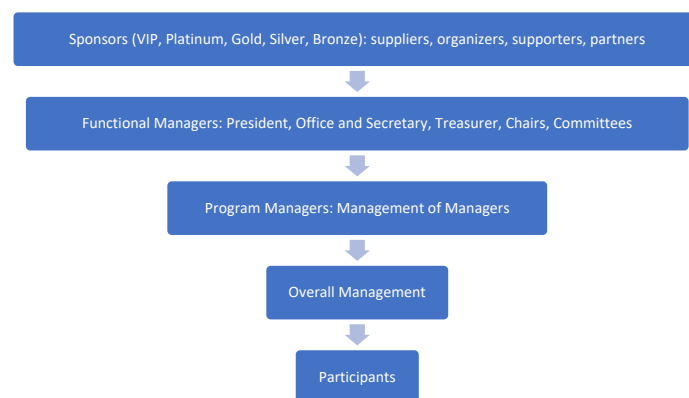 Sponsors (VIP, Platinum, Gold, Silver, Bronze): suppliers, organizers, supporters, partners
Functional Managers: President, Office and Secretary, Treasurer, Chairs, Committees
Program Managers: Management of Managers
Overall Management
Participants